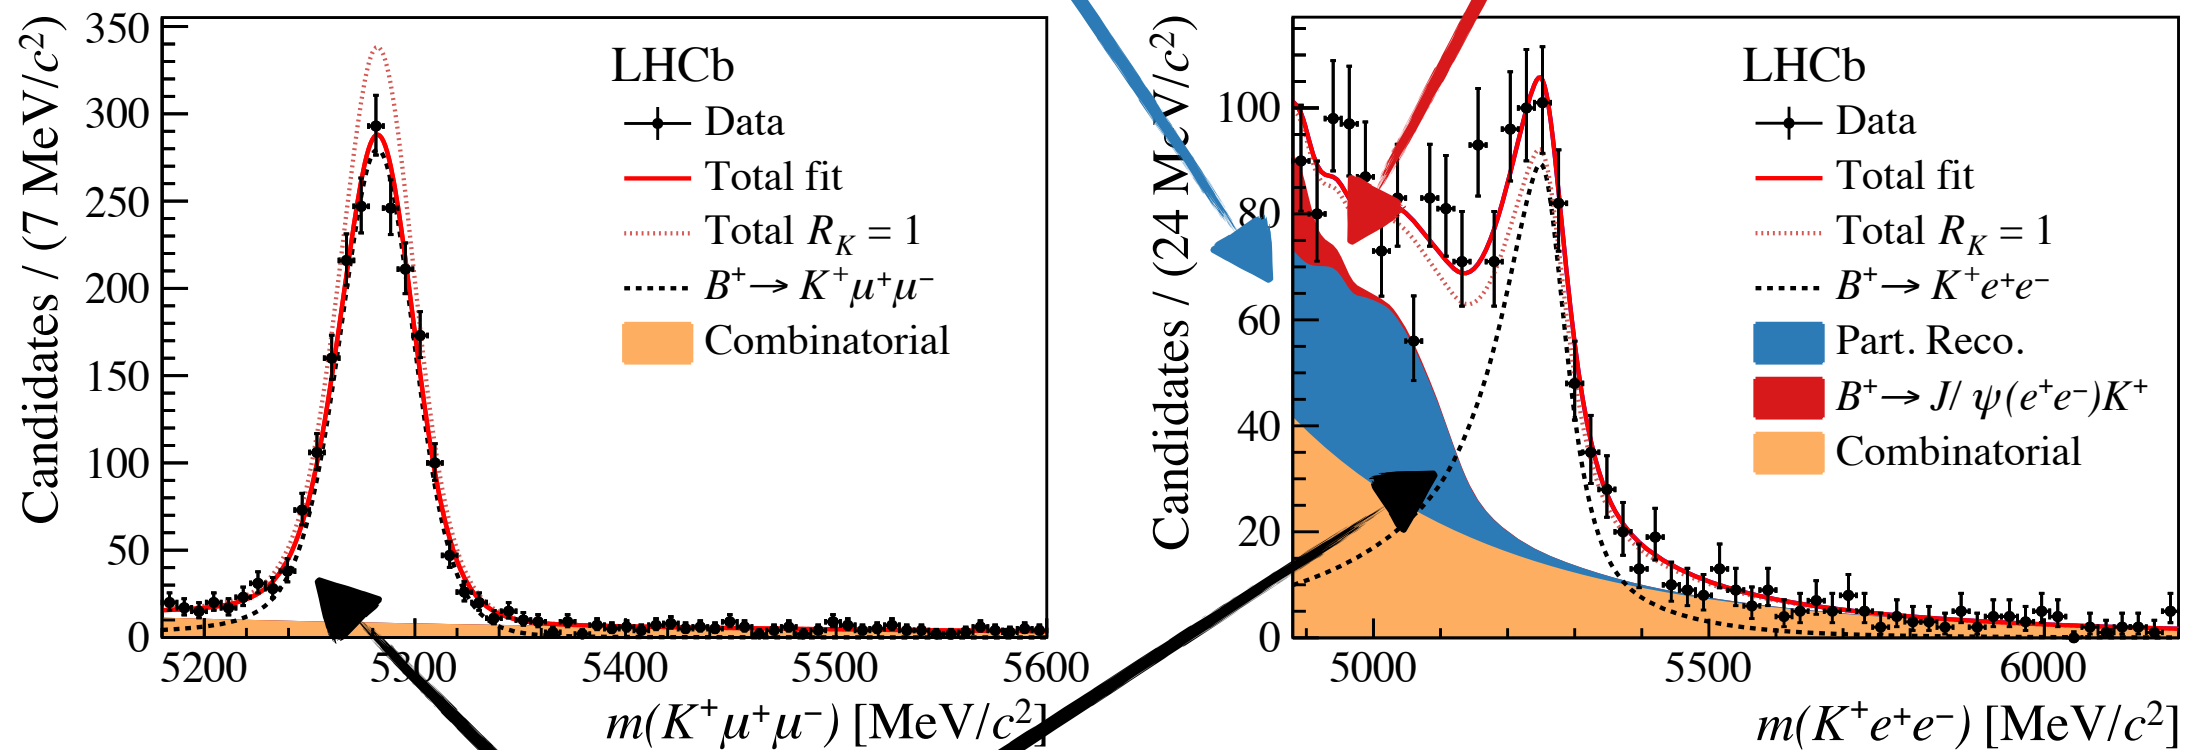 Candidates / (7 MeV/c²)
350
300
250
200
150
100
50
0
LHCb
Data
Total fit
Total R_K = 1
B⁺→ K⁺μ⁺μ⁻
Combinatorial
5200 5300 5400 5500 5600
m(K⁺μ⁺μ⁻) [MeV/c²]
Candidates / (24 MeV/c²)
100
80
60
40
20
0
LHCb
Data
Total fit
Total R_K = 1
B⁺→ K⁺e⁺e⁻
Part. Reco.
B⁺→ J/ψ(e⁺e⁻)K⁺
Combinatorial
5000 5500 6000
m(K⁺e⁺e⁻) [MeV/c²]